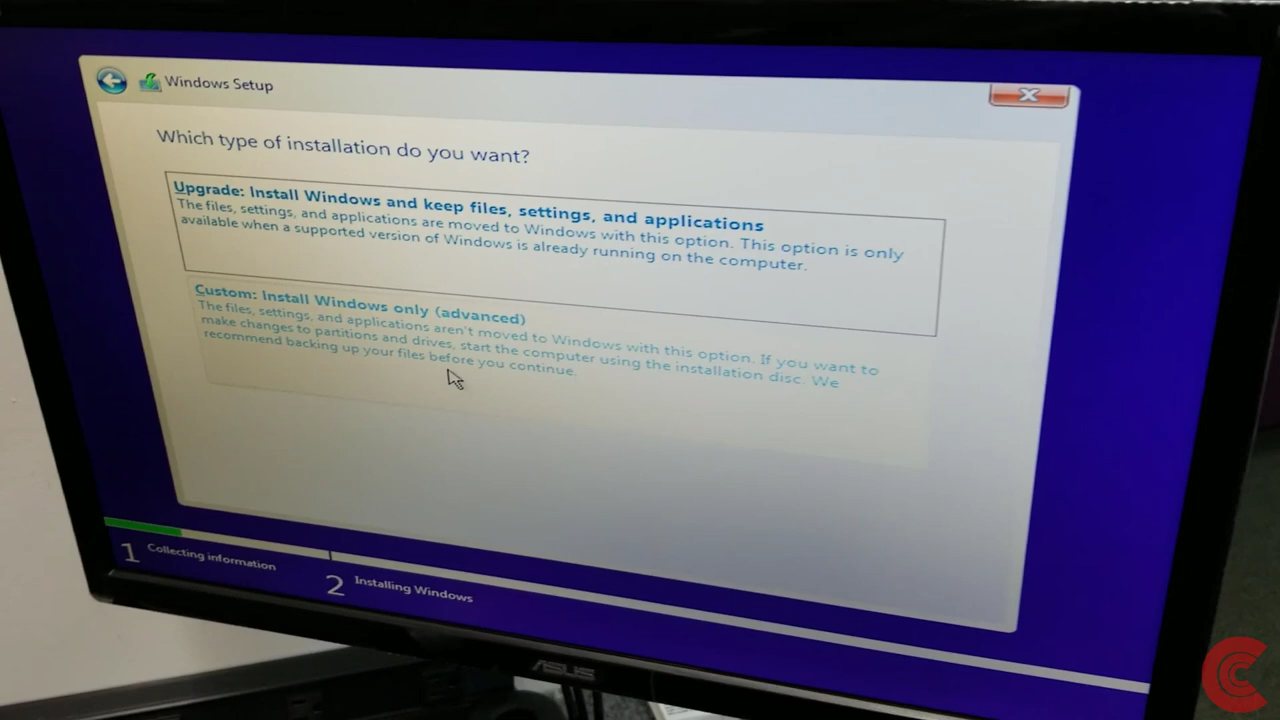 Windows Setup
Which type of installation do you want?
Upgrade: Install Windows and keep files, settings, and applications
The files, settings, and applications are moved to Windows with this option. This option is only
available when a supported version of Windows is already running on the computer.
Custom: Install Windows only (advanced)
The files, settings, and applications aren't moved to Windows with this option. If you want to
make changes to partitions and drives, start the computer using the installation disc. We
recommend backing up your files before you continue.
1 Collecting information
2 Installing Windows
ASUS